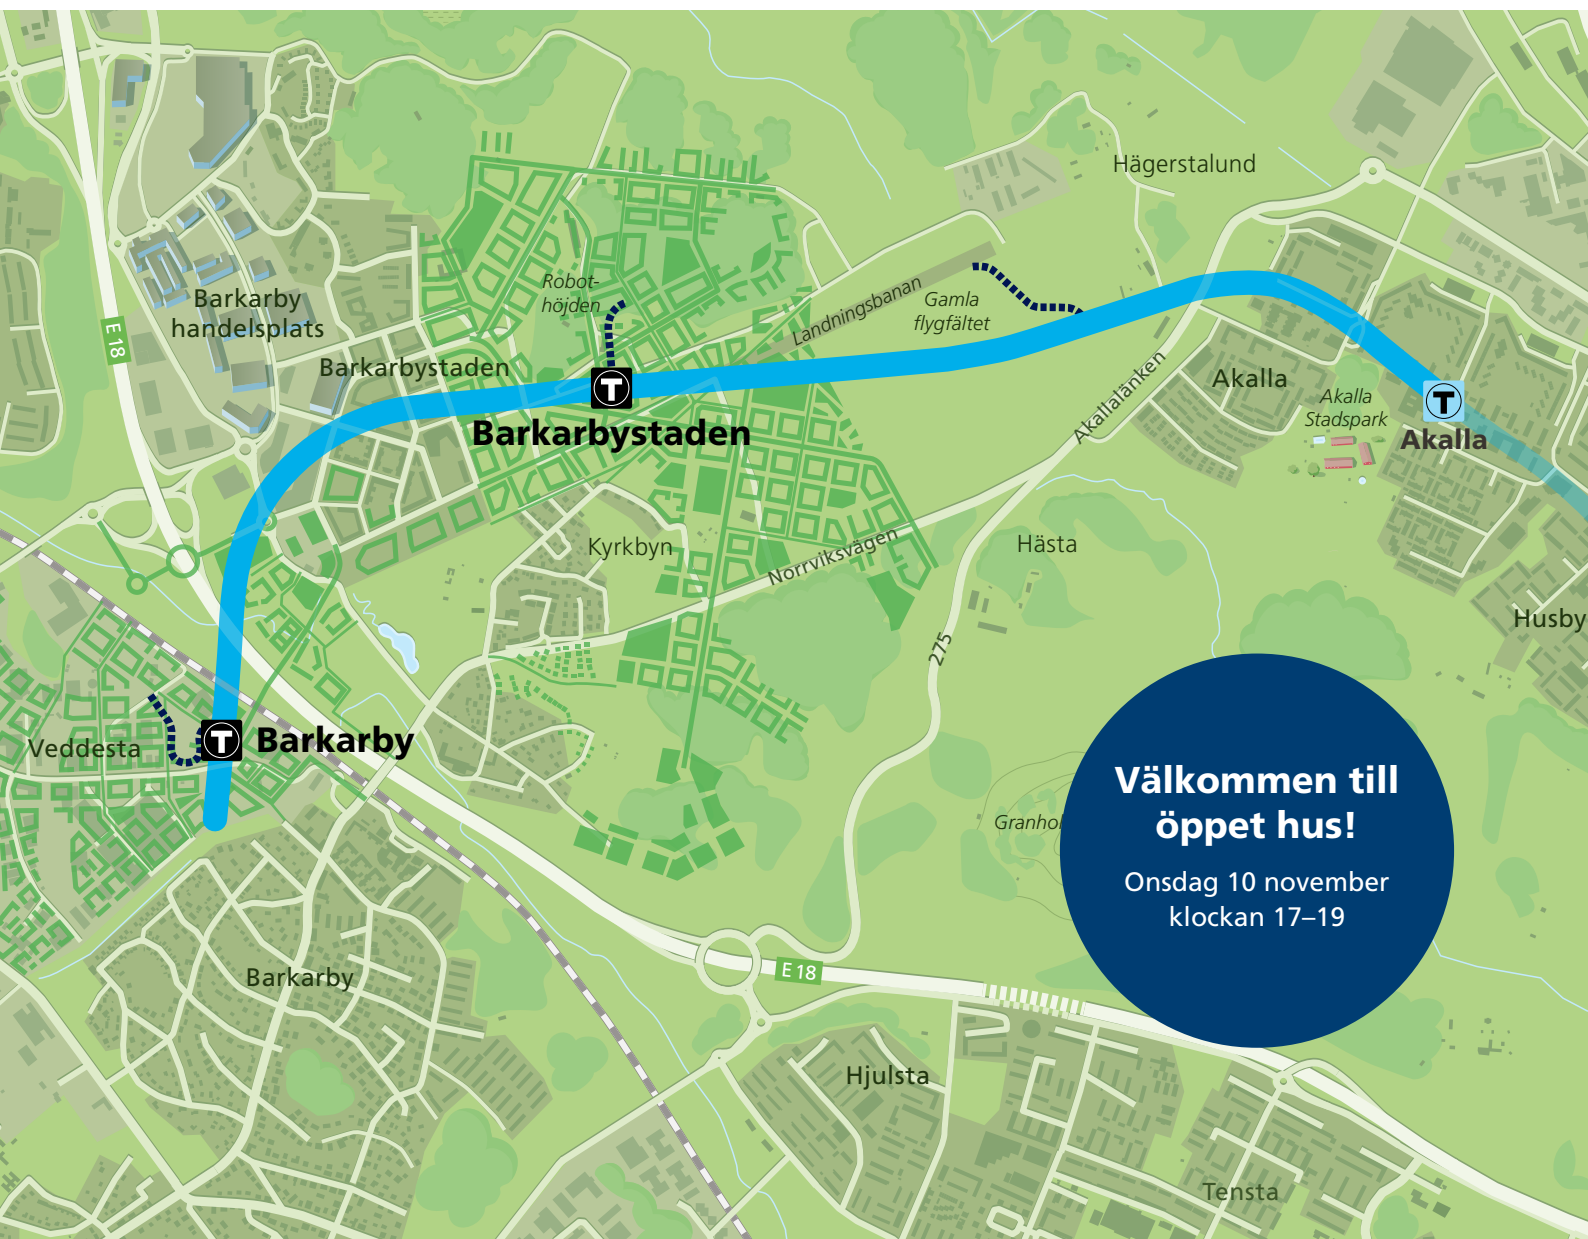 Hägerstalund
Robot-
höjden
Barkarby
handelsplats
E 18
Landningsbanan
Gamla
flygfältet
Barkarbystaden
T
Barkarbystaden
Akallalänken
Akalla
Akalla
Stadspark
T
Akalla
Kyrkbyn
Norrviksvägen
Hästa
Husby
275
Veddesta
T
Barkarby
Granhol
Välkommen till
öppet hus!
Onsdag 10 november
klockan 17–19
Barkarby
E 18
Hjulsta
Tensta